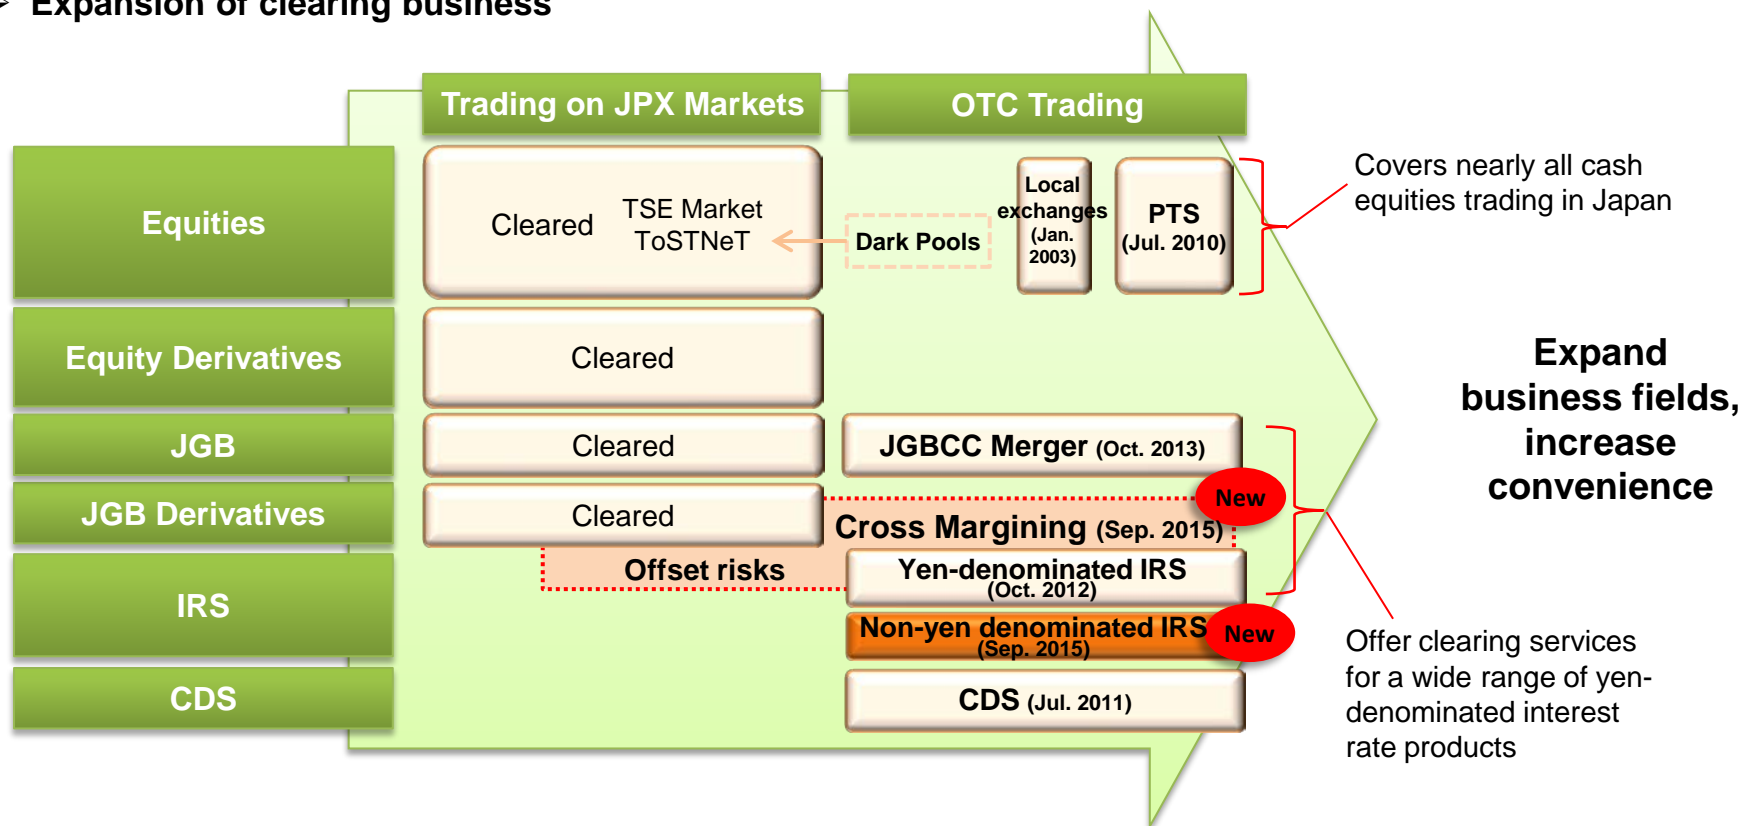 Expansion of clearing business
Trading on JPX Markets
OTC Trading
Equities
Cleared
TSE Market
ToSTNeT
Dark Pools
Local
exchanges
(Jan.
2003)
PTS
(Jul. 2010)
Covers nearly all cash
equities trading in Japan
Equity Derivatives
Cleared
Expand
business fields,
increase
convenience
JGB
Cleared
JGBCC Merger (Oct. 2013)
New
JGB Derivatives
Cleared
Cross Margining (Sep. 2015)
Offset risks
IRS
Yen-denominated IRS
(Oct. 2012)
Non-yen denominated IRS
(Sep. 2015)
New
CDS
CDS (Jul. 2011)
Offer clearing services
for a wide range of yen-
denominated interest
rate products